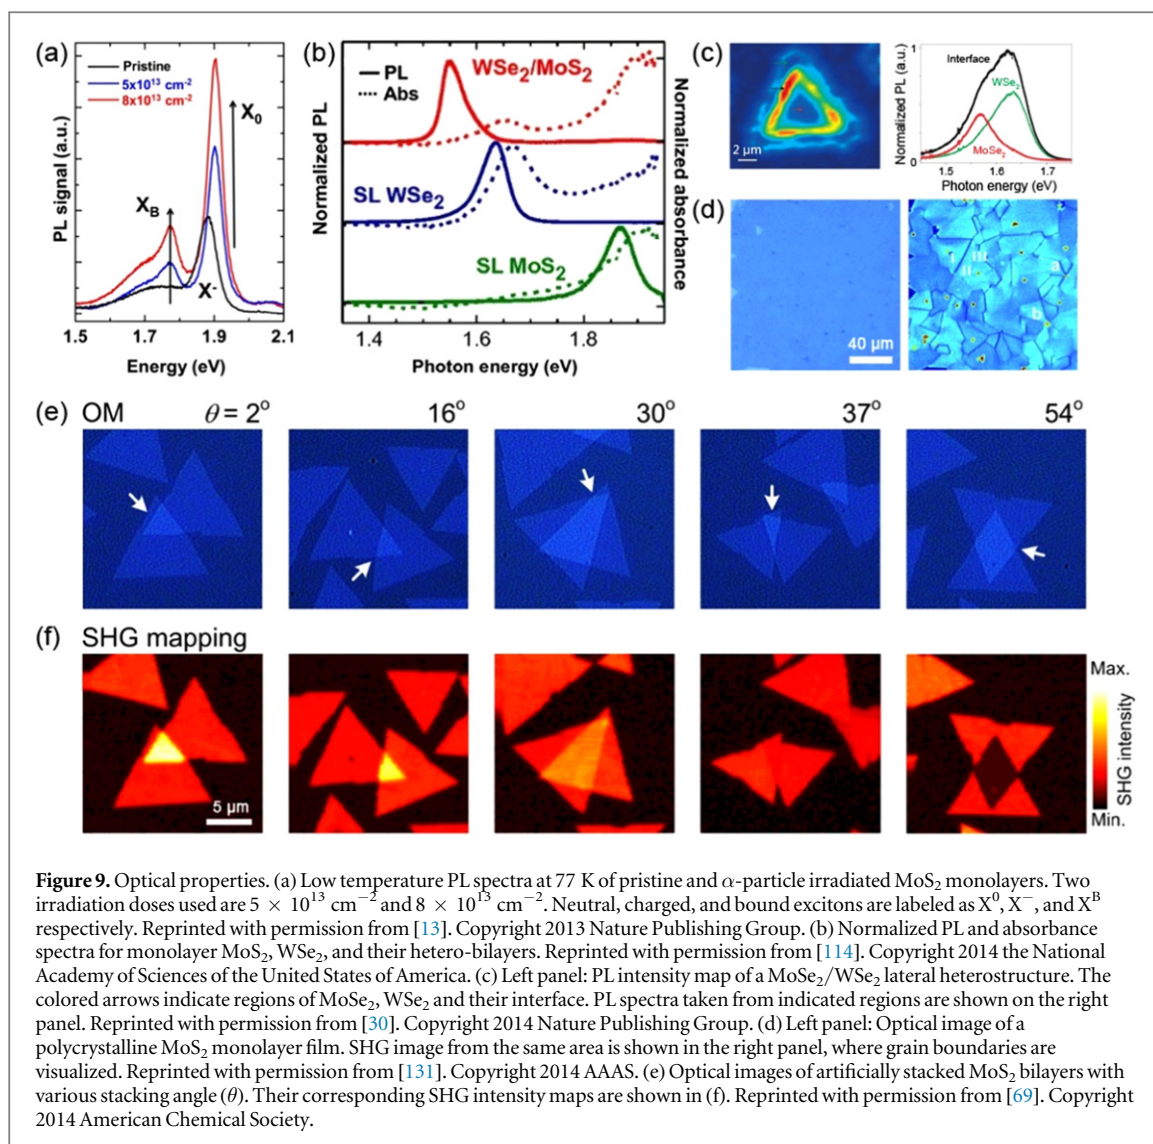 (a)
Pristine
5x10¹³ cm⁻²
8x10¹³ cm⁻²
X₀
X_B
X⁻
PL signal (a.u.)
1.5 1.7 1.9 2.1
Energy (eV)
(b)
PL
Abs
WSe₂/MoS₂
SL WSe₂
SL MoS₂
Normalized PL
Normalized absorbance
1.4 1.6 1.8
Photon energy (eV)
(c)
2 μm
Normalized PL (a.u.)
1
0
Interface
WSe₂
MoSe₂
1.5 1.6 1.7
Photon energy (eV)
(d)
40 μm
I
II
III
a
b
(e) OM θ = 2° 16° 30° 37° 54°
(f) SHG mapping
5 μm
Max.
SHG intensity
Min.
Figure 9. Optical properties. (a) Low temperature PL spectra at 77 K of pristine and α-particle irradiated MoS₂ monolayers. Two
irradiation doses used are 5 × 10¹³ cm⁻² and 8 × 10¹³ cm⁻². Neutral, charged, and bound excitons are labeled as X⁰, X⁻, and Xᴮ
respectively. Reprinted with permission from [13]. Copyright 2013 Nature Publishing Group. (b) Normalized PL and absorbance
spectra for monolayer MoS₂, WSe₂, and their hetero-bilayers. Reprinted with permission from [114]. Copyright 2014 the National
Academy of Sciences of the United States of America. (c) Left panel: PL intensity map of a MoSe₂/WSe₂ lateral heterostructure. The
colored arrows indicate regions of MoSe₂, WSe₂ and their interface. PL spectra taken from indicated regions are shown on the right
panel. Reprinted with permission from [30]. Copyright 2014 Nature Publishing Group. (d) Left panel: Optical image of a
polycrystalline MoS₂ monolayer film. SHG image from the same area is shown in the right panel, where grain boundaries are
visualized. Reprinted with permission from [131]. Copyright 2014 AAAS. (e) Optical images of artificially stacked MoS₂ bilayers with
various stacking angle (θ). Their corresponding SHG intensity maps are shown in (f). Reprinted with permission from [69]. Copyright
2014 American Chemical Society.